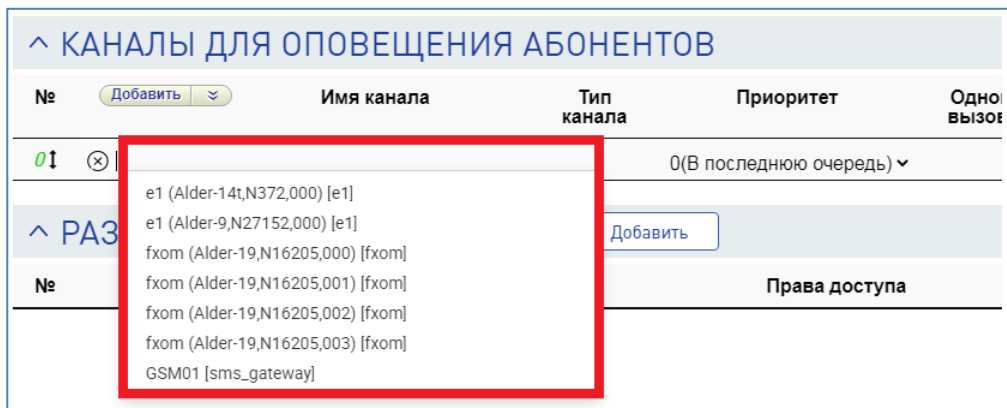 КАНАЛЫ ДЛЯ ОПОВЕЩЕНИЯ АБОНЕНТОВ
№ Добавить Имя канала Тип канала Приоритет
0 0(В последнюю очередь)
e1 (Alder-14t,N372,000) [e1]
e1 (Alder-9,N27152,000) [e1]
fxom (Alder-19,N16205,000) [fxom]
fxom (Alder-19,N16205,001) [fxom]
fxom (Alder-19,N16205,002) [fxom]
fxom (Alder-19,N16205,003) [fxom]
GSM01 [sms_gateway]
Добавить
№ Права доступа